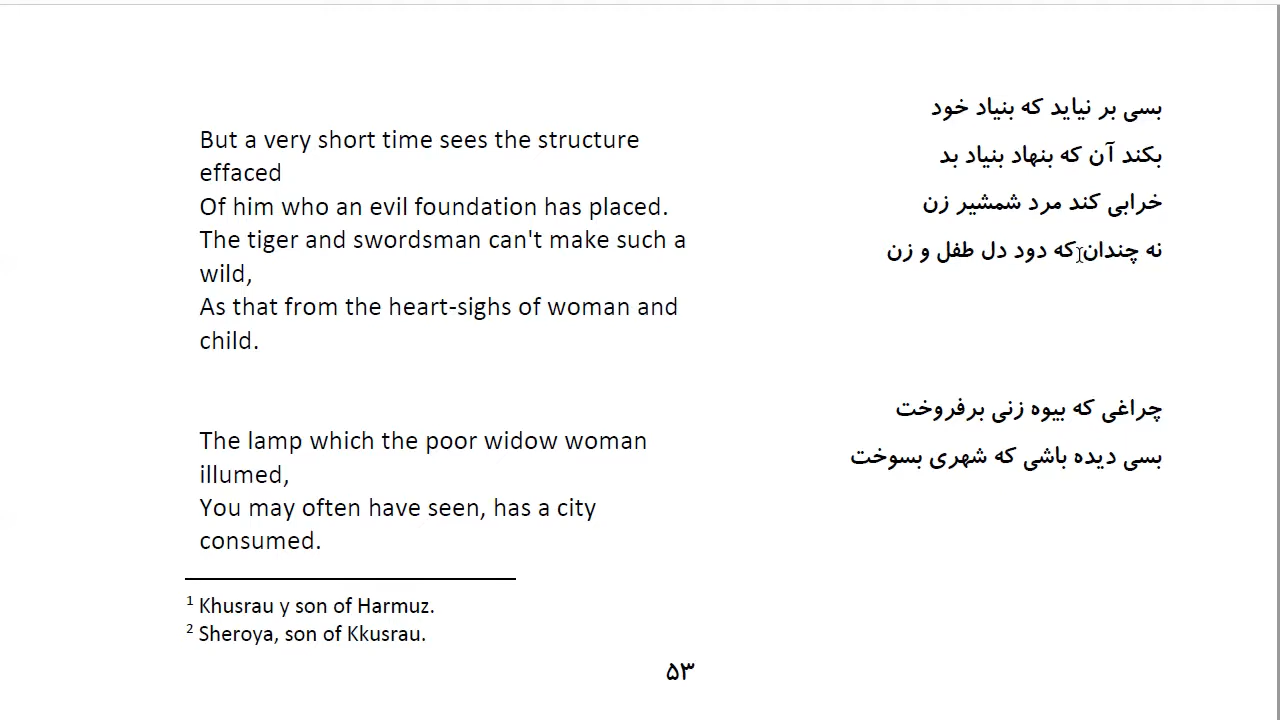 But a very short time sees the structure
effaced
Of him who an evil foundation has placed.
The tiger and swordsman can't make such a
wild,
As that from the heart-sighs of woman and
child.
The lamp which the poor widow woman
illumed,
You may often have seen, has a city
consumed.
بسی بر نیاید که بنیاد خود
بکند آن که بنهاد بنیاد بد
خرابی کند مرد شمشیر زن
نه چندان که دود دل طفل و زن
چراغی که بیوه زنی برفروخت
بسی دیده باشی که شهری بسوخت
1 Khusrau y son of Harmuz.
2 Sheroya, son of Kkusrau.
۵۳